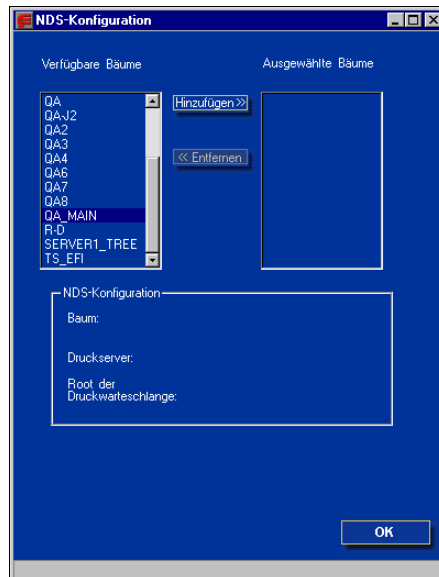 NDS-Konfiguration
Verfügbare Bäume
Ausgewählte Bäume
QA
QA-J2
QA2
QA3
QA4
QA6
QA7
QA8
QA_MAIN
R-D
SERVER1_TREE
TS_EFI
Hinzufügen >>
<< Entfernen
NDS-Konfiguration
Baum:
Druckserver:
Root der
Druckwarteschlange:
OK